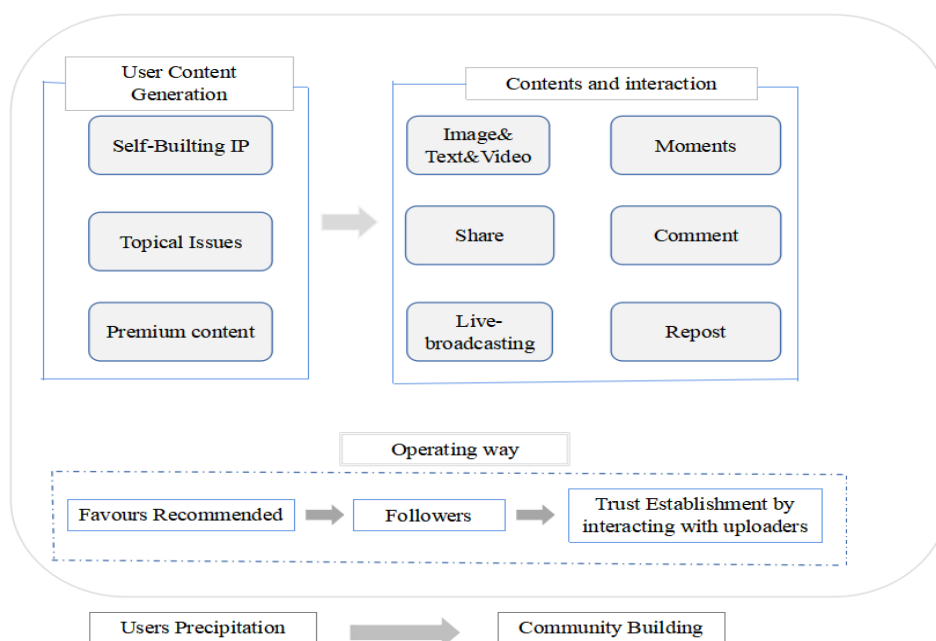 User Content
Generation
Self-Builting IP
Topical Issues
Premium content
Contents and interaction
Image&
Text&Video
Moments
Share
Comment
Live-
broadcasting
Repost
Operating way
Favours Recommended
Followers
Trust Establishment by
interacting with uploaders
Users Precipitation
Community Building